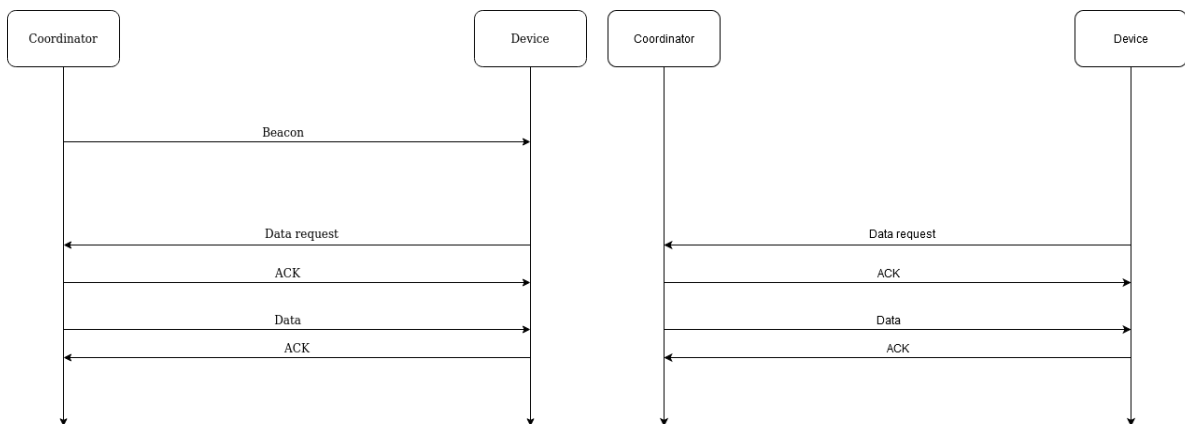 Coordinator
Device
Beacon
Data request
ACK
Data
ACK
Coordinator
Device
Data request
ACK
Data
ACK